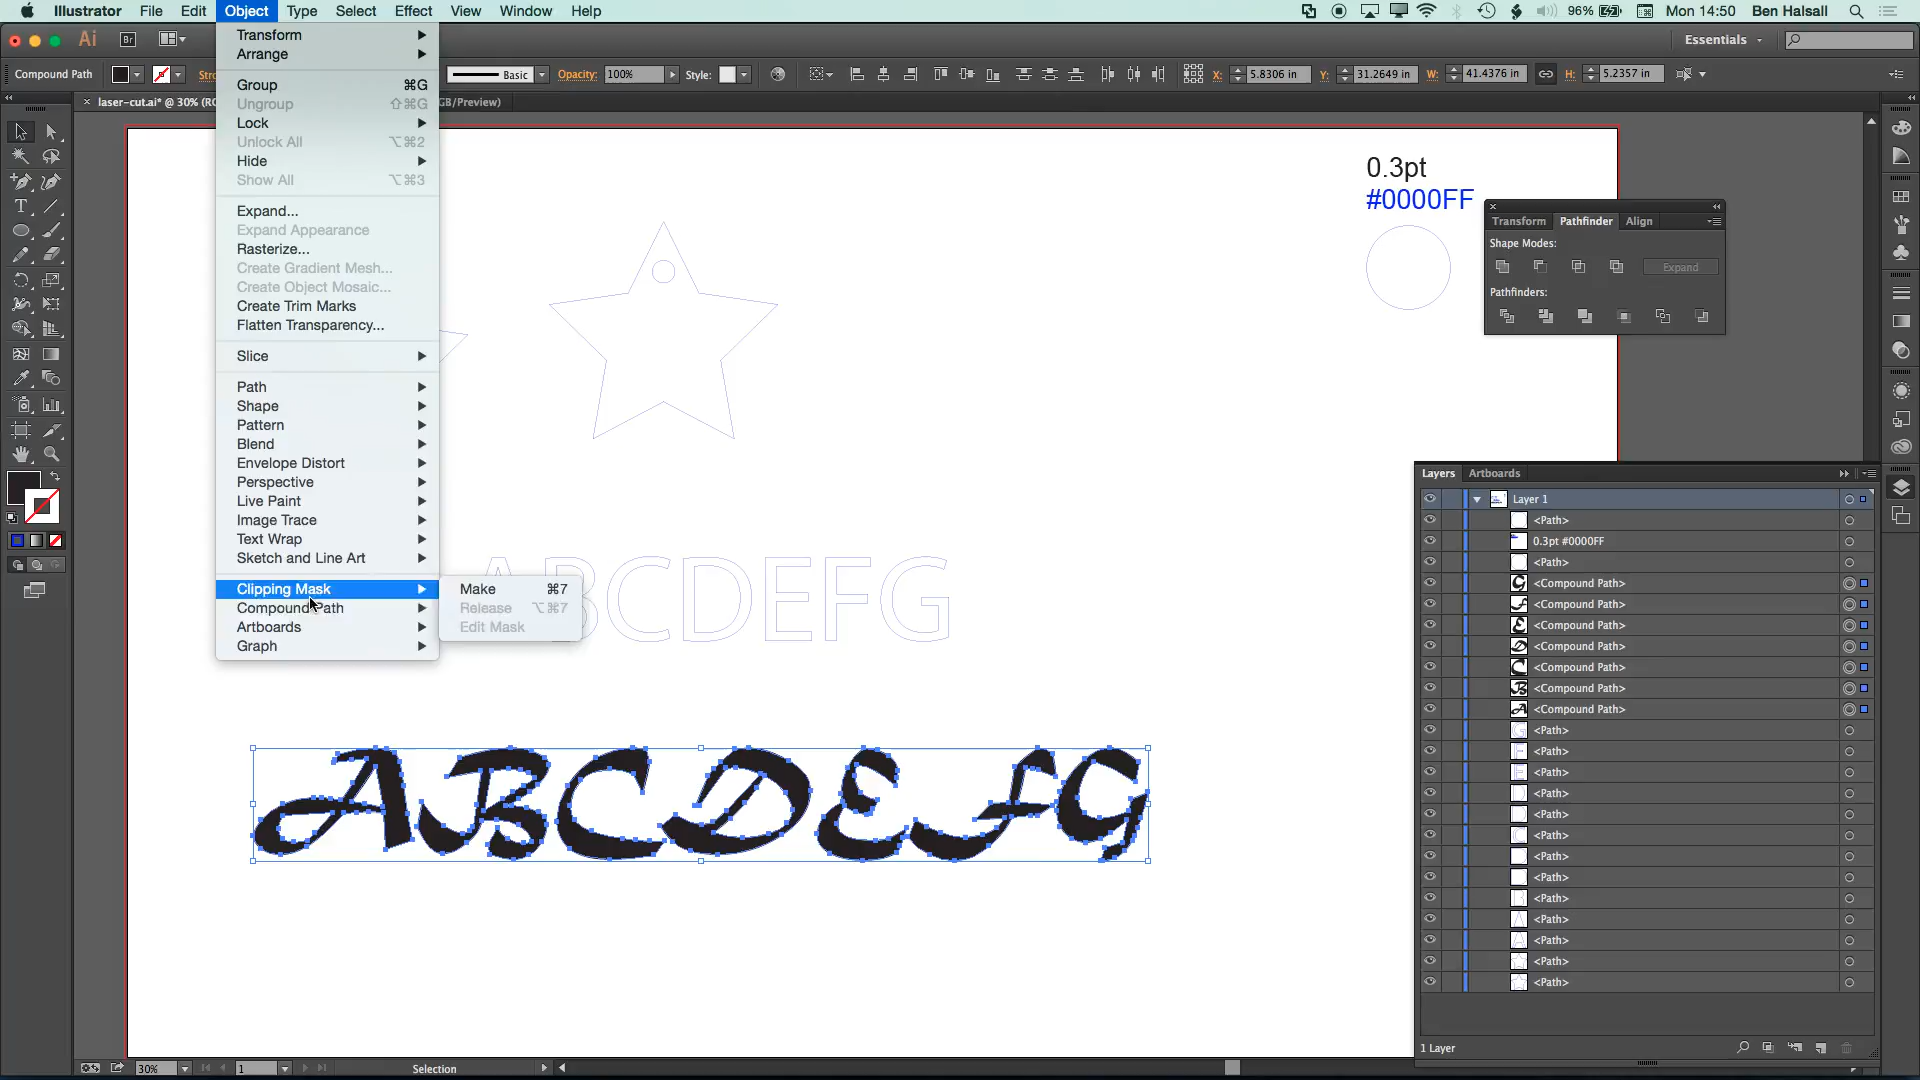 Illustrator File Edit Object Type Select Effect View Window Help
96% Mon 14:50 Ben Halsall
Ai Br Essentials
Compound Path Basic Opacity: 100% Style: X: 5.8306 in Y: 31.2649 in W: 41.4376 in H: 5.2357 in
laser-cut.ai* @ 30% GB/Preview)
Transform
Arrange
Group ⌘G
Ungroup ⇧⌘G
Lock
Unlock All ⌥⌘2
Hide
Show All ⌥⌘3
Expand...
Expand Appearance
Rasterize...
Create Gradient Mesh...
Create Object Mosaic...
Create Trim Marks
Flatten Transparency...
Slice
Path
Shape
Pattern
Blend
Envelope Distort
Perspective
Live Paint
Image Trace
Text Wrap
Sketch and Line Art
Clipping Mask
Compound Path
Artboards
Graph
Make ⌘7
Release ⌥⌘7
Edit Mask
0.3pt
#0000FF
Transform Pathfinder Align
Shape Modes:
Expand
Pathfinders:
ABCDEFG
ABCDEFG
Layers Artboards
Layer 1
<Path>
0.3pt #0000FF
<Path>
<Compound Path>
<Compound Path>
<Compound Path>
<Compound Path>
<Compound Path>
<Compound Path>
<Compound Path>
<Path>
<Path>
<Path>
<Path>
<Path>
<Path>
<Path>
<Path>
<Path>
<Path>
<Path>
<Path>
<Path>
1 Layer
30% 1 Selection